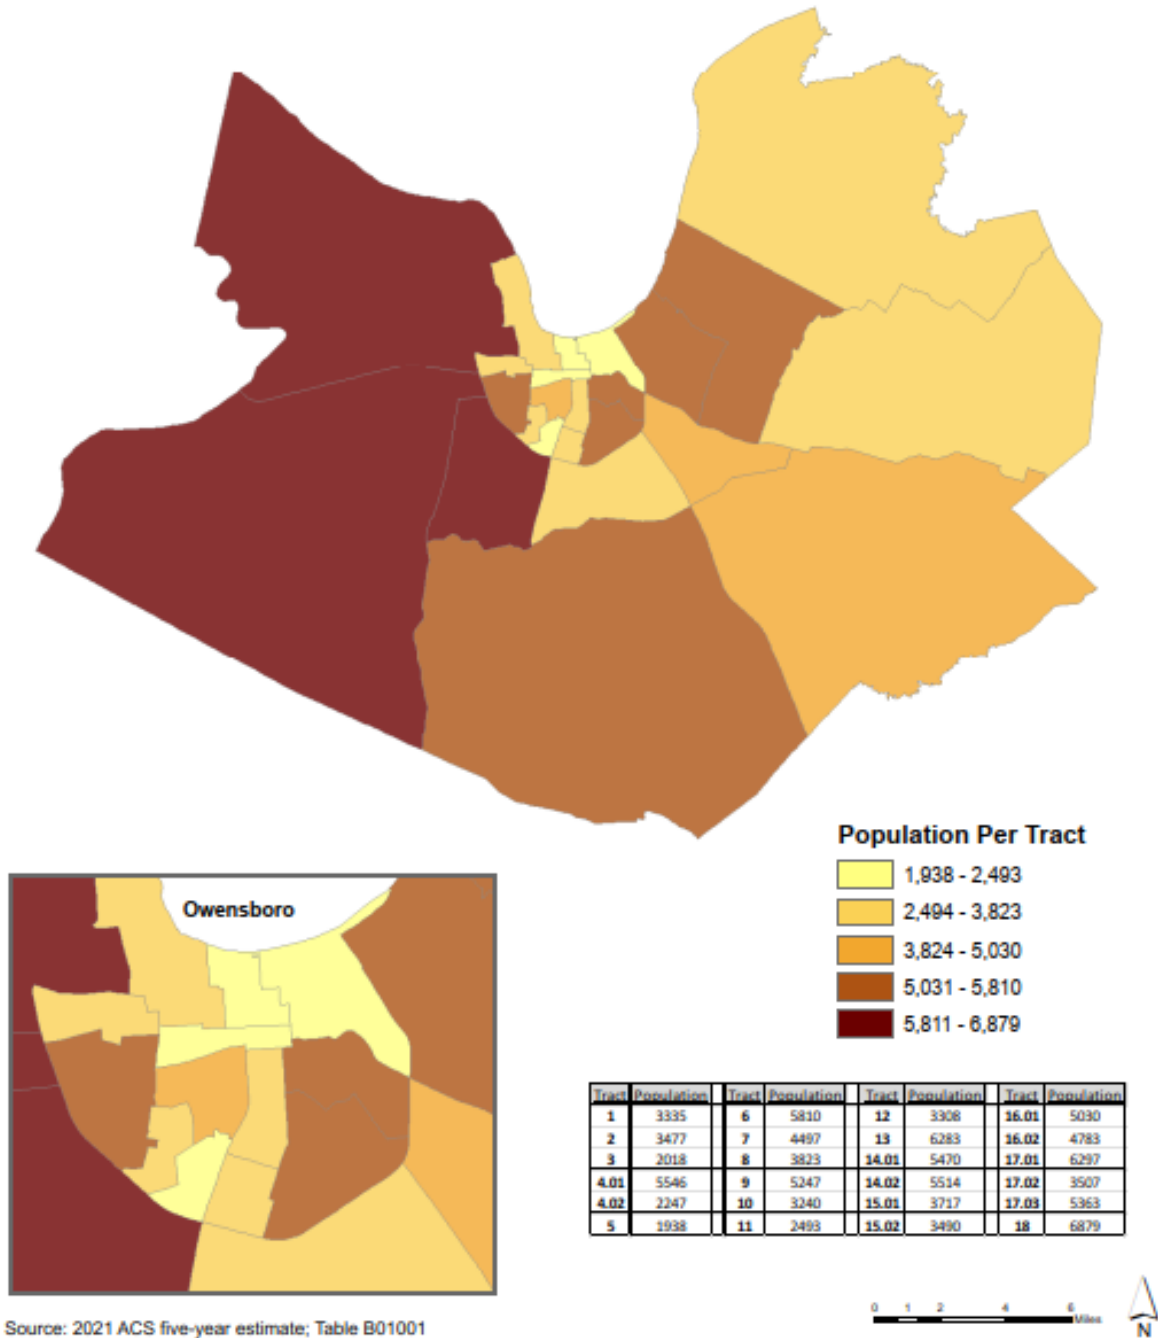 Population Per Tract
1,938 - 2,493
2,494 - 3,823
3,824 - 5,030
5,031 - 5,810
5,811 - 6,879
Owensboro
Tract Population Tract Population Tract Population Tract Population
1 3335 6 5810 12 3308 16.01 5030
2 3477 7 4497 13 6283 16.02 4783
3 2018 8 3823 14.01 5470 17.01 6297
4.01 5546 9 5247 14.02 5514 17.02 3507
4.02 2247 10 3240 15.01 3717 17.03 5363
5 1938 11 2493 15.02 3490 18 6879
0 1 2 4 6
Miles
N
Source: 2021 ACS five-year estimate; Table B01001